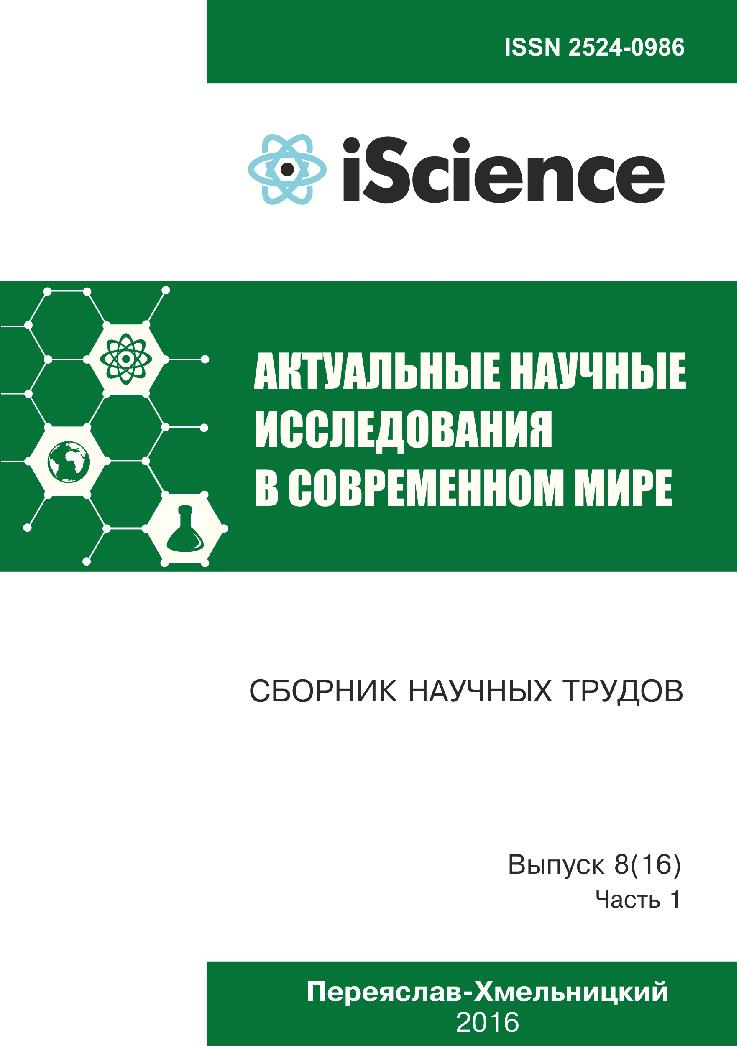 ISSN 2524-0986
iScience
АКТУАЛЬНЫЕ НАУЧНЫЕ
ИССЛЕДОВАНИЯ
В СОВРЕМЕННОМ МИРЕ
СБОРНИК НАУЧНЫХ ТРУДОВ
Выпуск 8(16)
Часть 1
Переяслав-Хмельницкий
2016